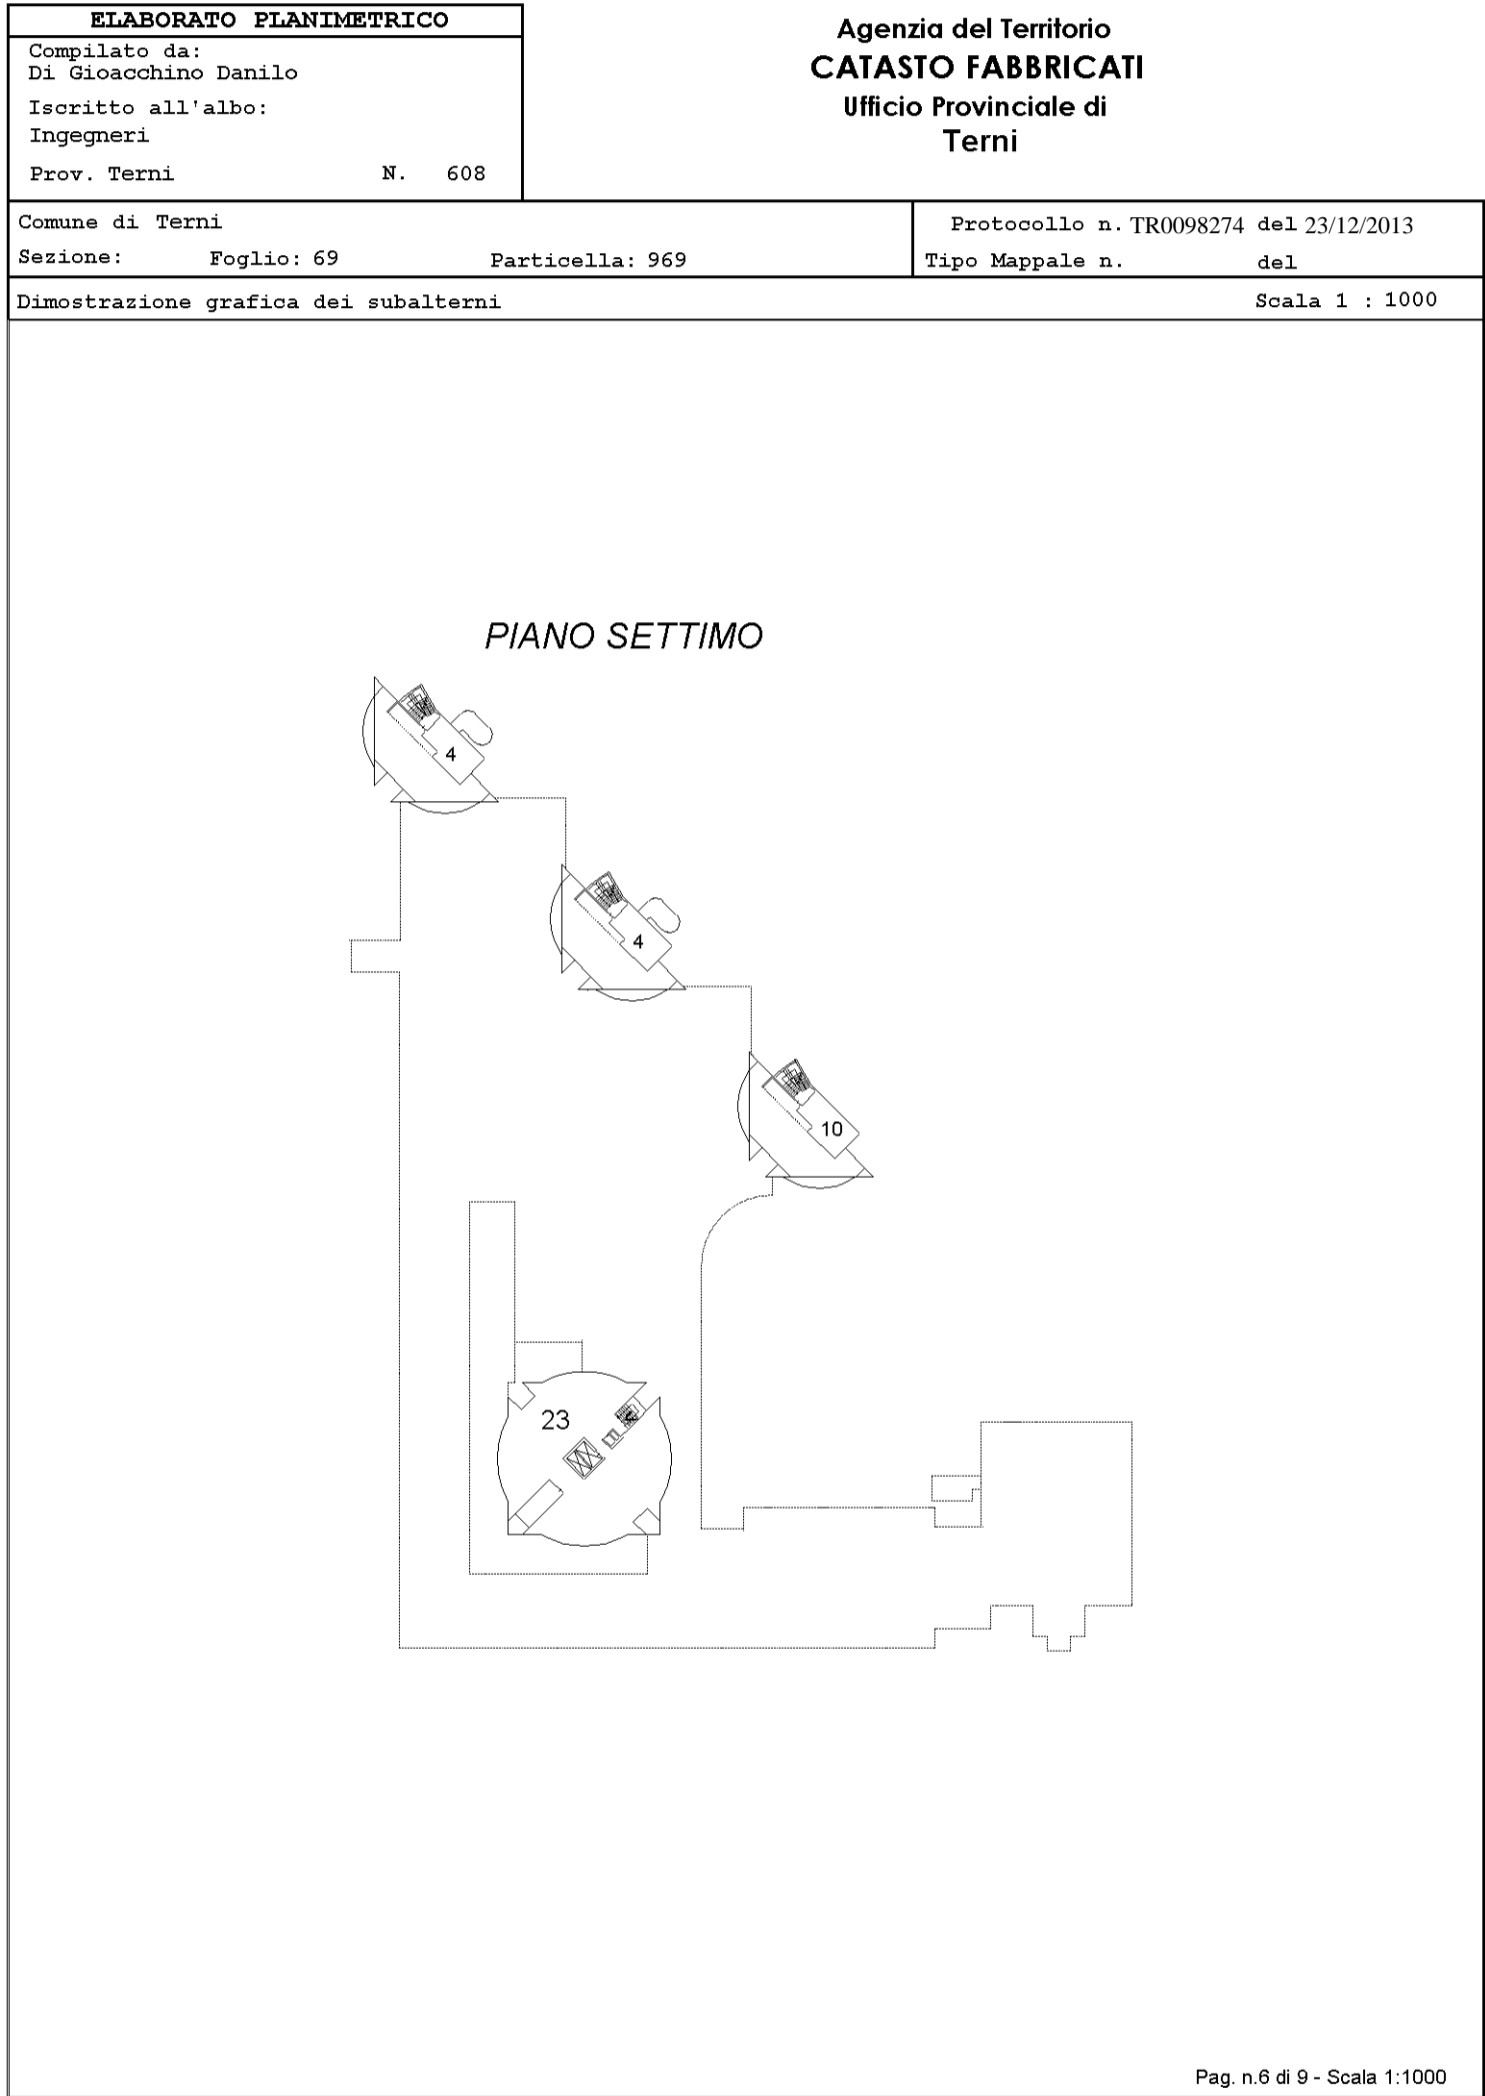 ELABORATO PLANIMETRICO
Compilato da:
Di Gioacchino Danilo
Iscritto all'albo:
Ingegneri
Prov. Terni N. 608
Agenzia del Territorio
CATASTO FABBRICATI
Ufficio Provinciale di
Terni
Comune di Terni
Sezione: Foglio: 69 Particella: 969
Protocollo n. TR0098274 del 23/12/2013
Tipo Mappale n. del
Dimostrazione grafica dei subalterni Scala 1 : 1000
PIANO SETTIMO
4
4
10
23
Pag. n.6 di 9 - Scala 1:1000